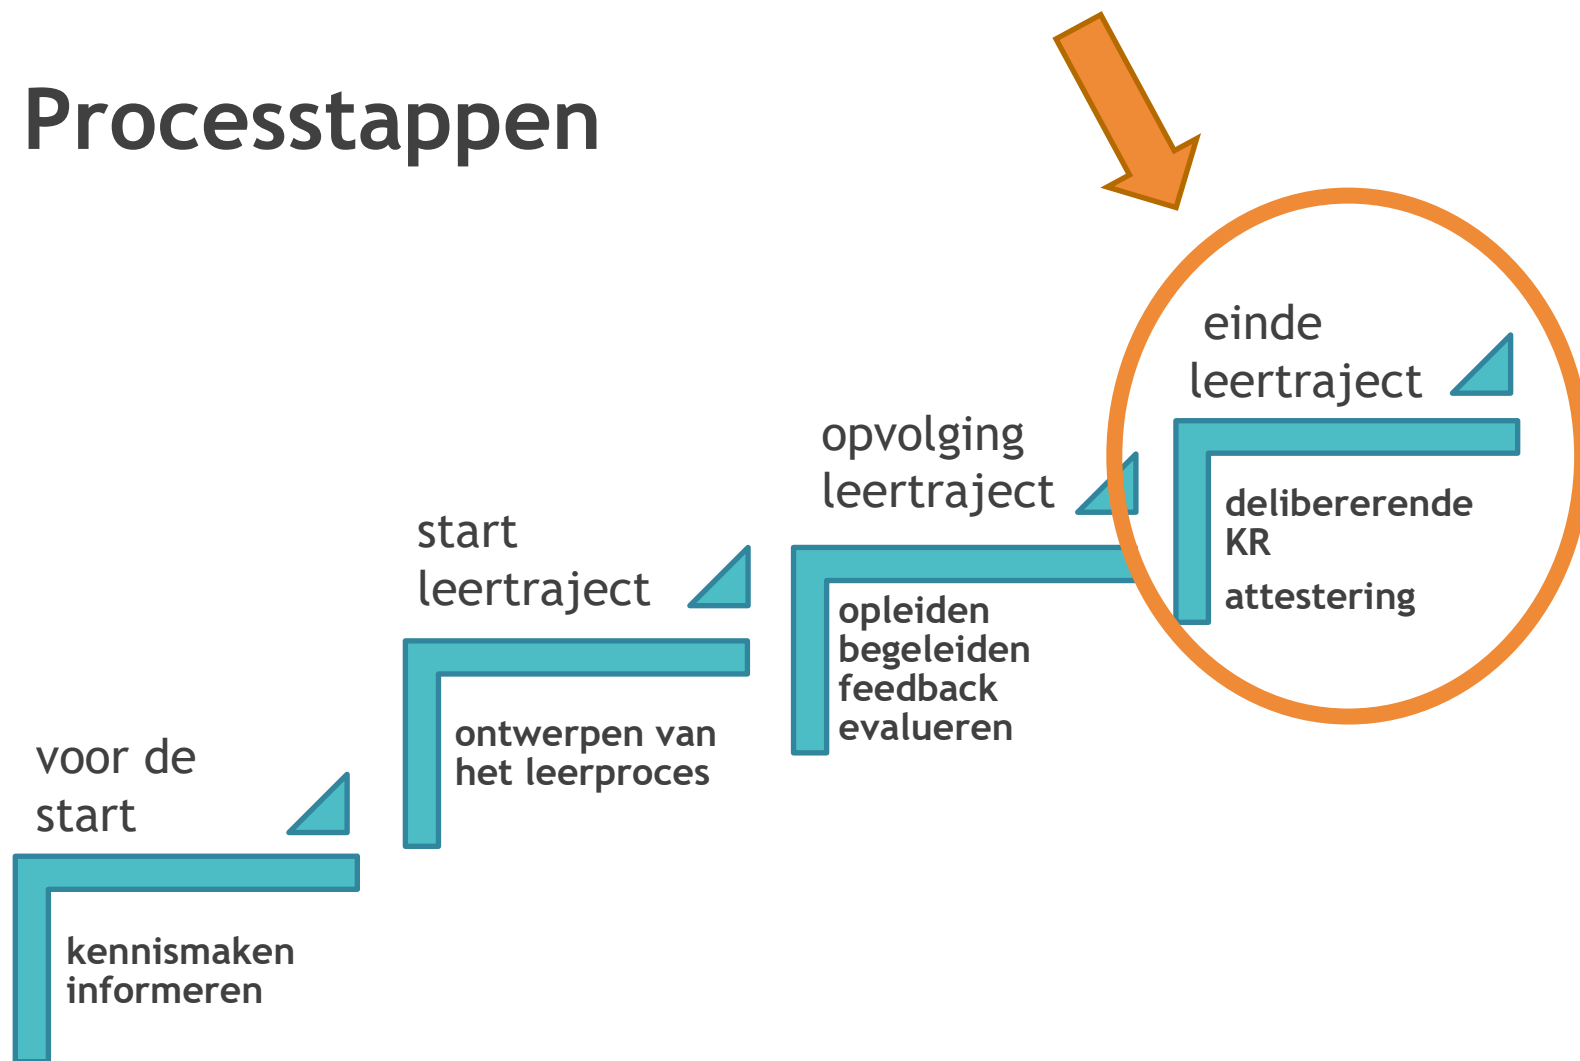 Processtappen
voor de
start
kennismaken
informeren
start
leertraject
ontwerpen van
het leerproces
opvolging
leertraject
opleiden
begeleiden
feedback
evalueren
einde
leertraject
delibererende
KR
attestering